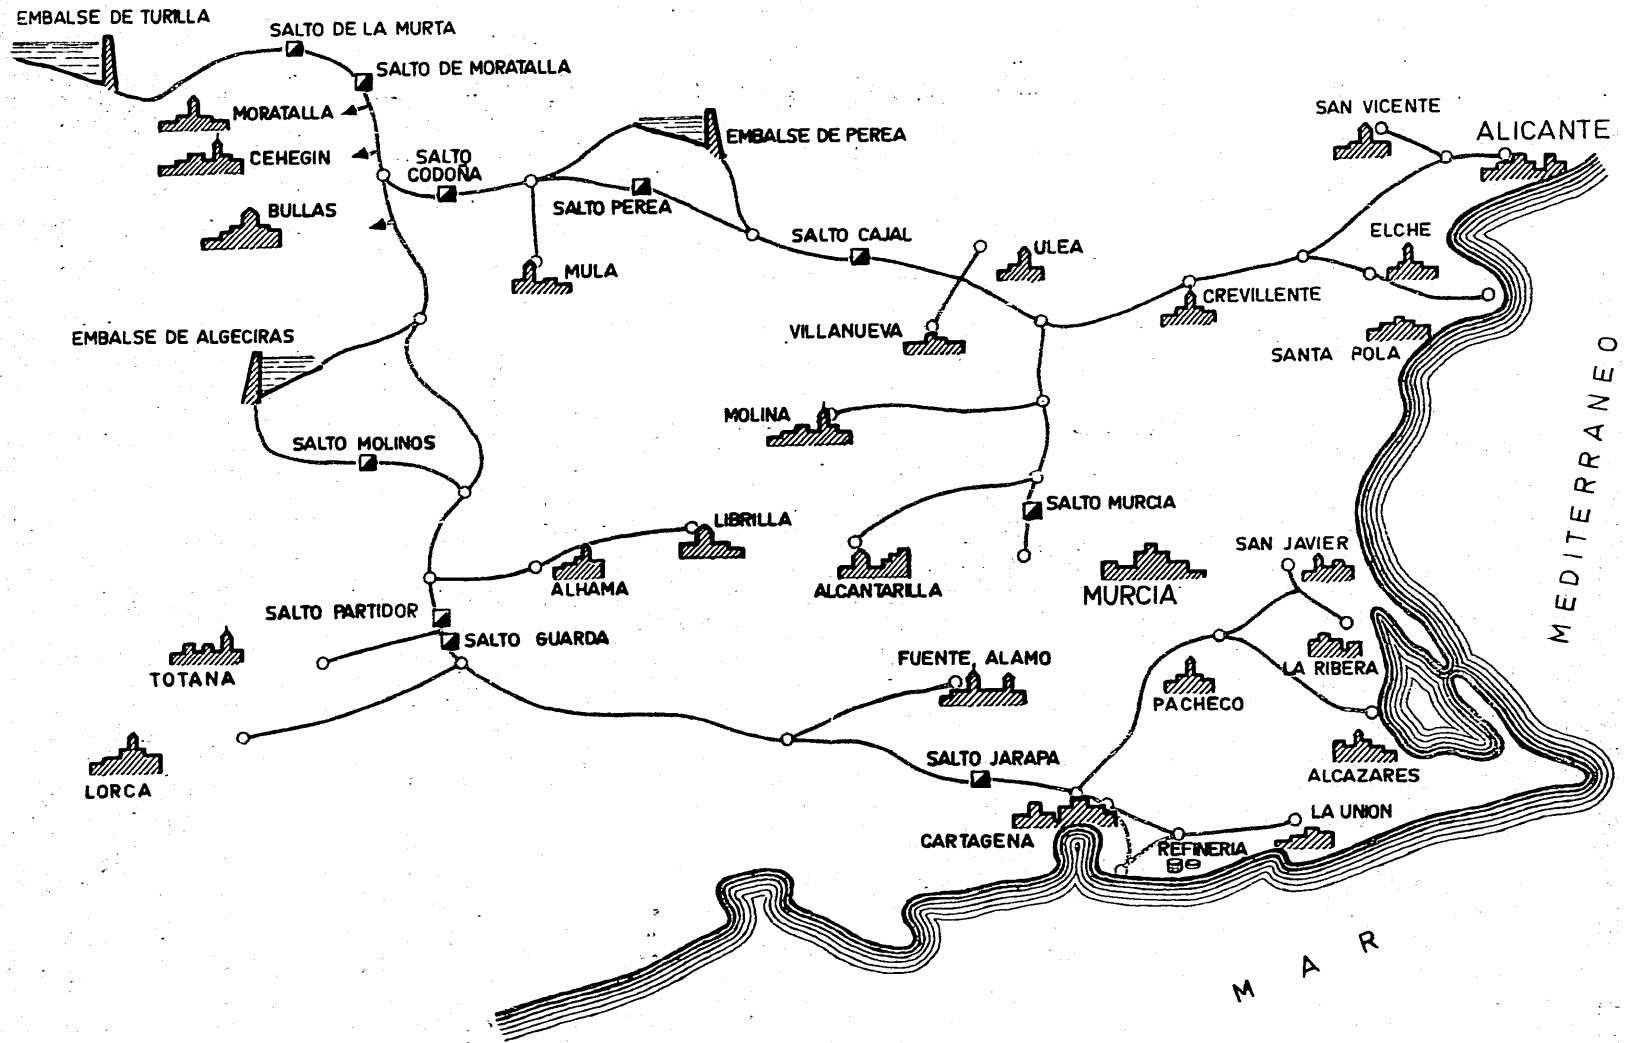 EMBALSE DE TURILLA
SALTO DE LA MURTA
SALTO DE MORATALLA
MORATALLA
CEHEGIN
SALTO
CODOÑA
EMBALSE DE PEREA
SAN VICENTE
ALICANTE
BULLAS
SALTO PEREA
MULA
SALTO CAJAL
ULEA
ELCHE
CREVILLENTE
VILLANUEVA
SANTA POLA
EMBALSE DE ALGECIRAS
MOLINA
SALTO MOLINOS
SALTO MURCIA
LIBRILLA
ALHAMA
ALCANTARILLA
MURCIA
SAN JAVIER
SALTO PARTIDOR
SALTO GUARDA
TOTANA
FUENTE ALAMO
LA RIBERA
PACHECO
LORCA
SALTO JARAPA
ALCAZARES
CARTAGENA
REFINERIA
LA UNION
MAR
MEDITERRANEO